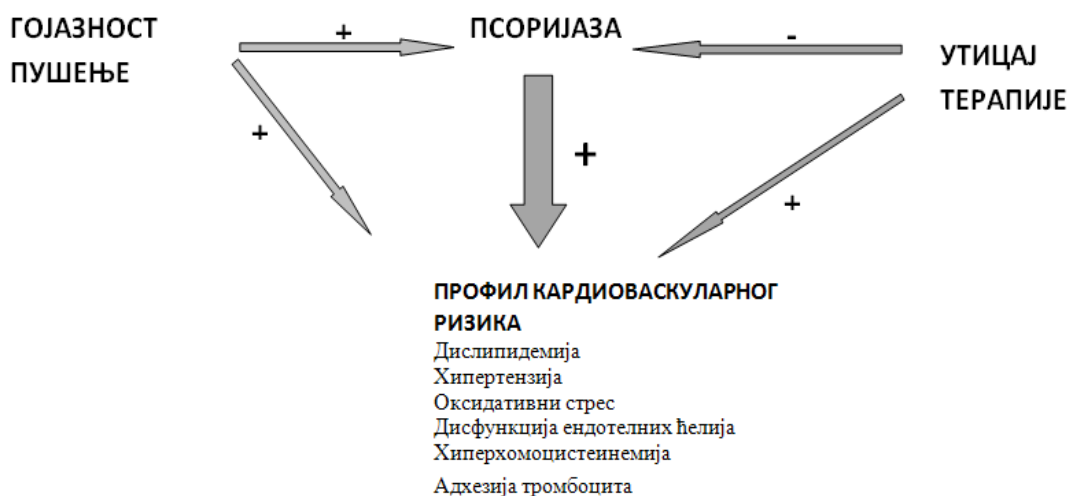 ГОЈАЗНОСТ
ПУШЕЊЕ
+
ПСОРИЈАЗА
-
УТИЦАЈ
ТЕРАПИЈЕ
+
+
+
ПРОФИЛ КАРДИОВАСКУЛАРНОГ
РИЗИКА
Дислипидемија
Хипертензија
Оксидативни стрес
Дисфункција ендотелних ћелија
Хиперхомоцистеинемија
Адхезија тромбоцита